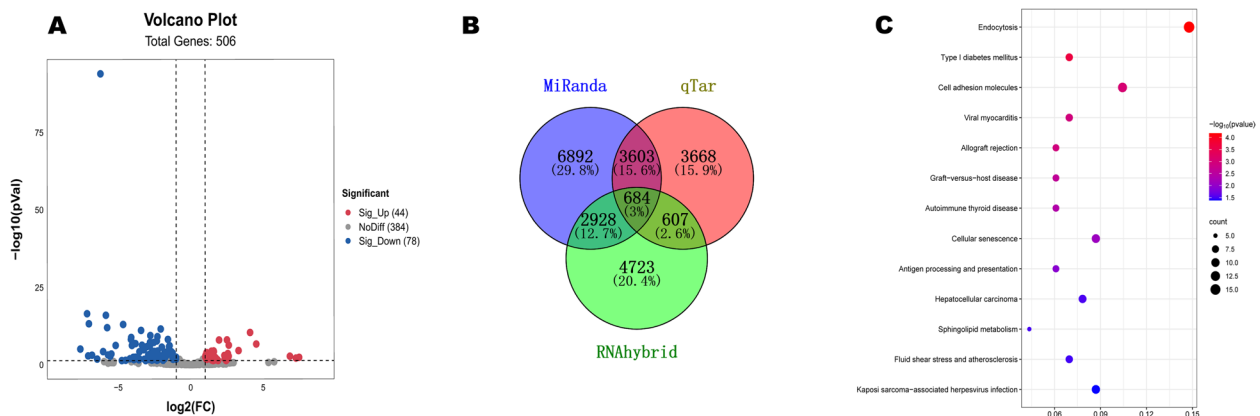 A
Volcano Plot
Total Genes: 506
−log10(pVal)
75
50
25
0
−5
0
5
log2(FC)
Significant
Sig_Up (44)
NoDiff (384)
Sig_Down (78)
B
MiRanda
qTar
6892
(29.8%)
3603
(15.6%)
3668
(15.9%)
684
(3%)
2928
(12.7%)
607
(2.6%)
4723
(20.4%)
RNAhybrid
C
Endocytosis
Type I diabetes mellitus
Cell adhesion molecules
Viral myocarditis
Allograft rejection
Graft-versus-host disease
Autoimmune thyroid disease
Cellular senescence
Antigen processing and presentation
Hepatocellular carcinoma
Sphingolipid metabolism
Fluid shear stress and atherosclerosis
Kaposi sarcoma-associated herpesvirus infection
0.06
0.09
0.12
0.15
−log10(pvalue)
4.0
3.5
3.0
2.5
2.0
1.5
count
5.0
7.5
10.0
12.5
15.0